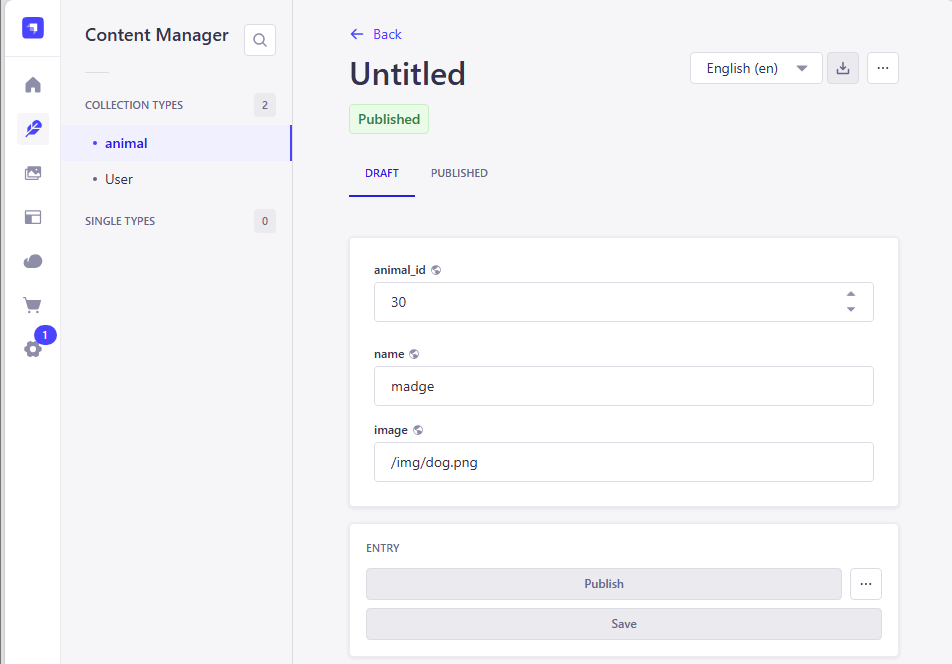 Content Manager
COLLECTION TYPES 2
animal
User
SINGLE TYPES 0
1
Back
Untitled
English (en)
Published
DRAFT PUBLISHED
animal_id
30
name
madge
image
/img/dog.png
ENTRY
Publish
Save